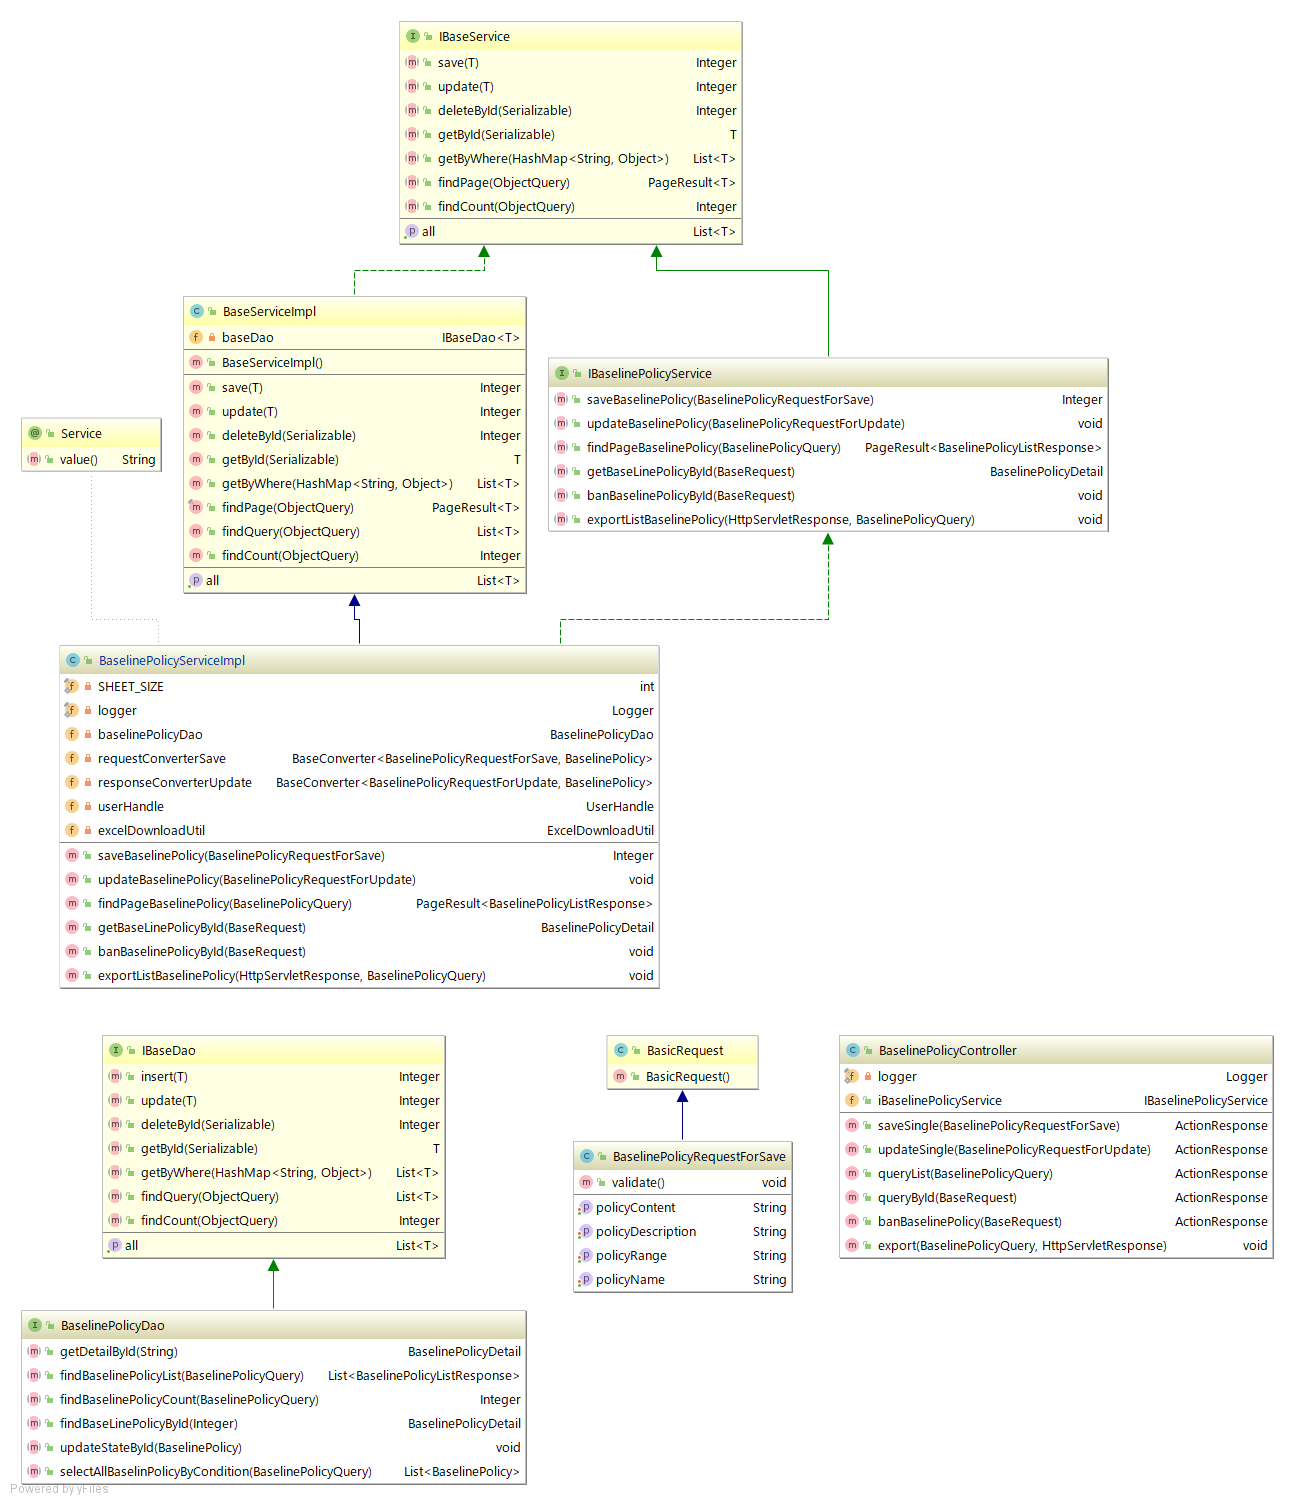 IBaseService
save(T) Integer
update(T) Integer
deleteById(Serializable) Integer
getById(Serializable) T
getByWhere(HashMap<String, Object>) List<T>
findPage(ObjectQuery) PageResult<T>
findCount(ObjectQuery) Integer
all List<T>
BaseServiceImpl
baseDao IBaseDao<T>
BaseServiceImpl()
save(T) Integer
update(T) Integer
deleteById(Serializable) Integer
getById(Serializable) T
getByWhere(HashMap<String, Object>) List<T>
findPage(ObjectQuery) PageResult<T>
findQuery(ObjectQuery) List<T>
findCount(ObjectQuery) Integer
all List<T>
IBaselinePolicyService
saveBaselinePolicy(BaselinePolicyRequestForSave) Integer
updateBaselinePolicy(BaselinePolicyRequestForUpdate) void
findPageBaselinePolicy(BaselinePolicyQuery) PageResult<BaselinePolicyListResponse>
getBaseLinePolicyById(BaseRequest) BaselinePolicyDetail
banBaselinePolicyById(BaseRequest) void
exportListBaselinePolicy(HttpServletResponse, BaselinePolicyQuery) void
Service
value() String
BaselinePolicyServiceImpl
SHEET_SIZE int
logger Logger
baselinePolicyDao BaselinePolicyDao
requestConverterSave BaseConverter<BaselinePolicyRequestForSave, BaselinePolicy>
responseConverterUpdate BaseConverter<BaselinePolicyRequestForUpdate, BaselinePolicy>
userHandle UserHandle
excelDownloadUtil ExcelDownloadUtil
saveBaselinePolicy(BaselinePolicyRequestForSave) Integer
updateBaselinePolicy(BaselinePolicyRequestForUpdate) void
findPageBaselinePolicy(BaselinePolicyQuery) PageResult<BaselinePolicyListResponse>
getBaseLinePolicyById(BaseRequest) BaselinePolicyDetail
banBaselinePolicyById(BaseRequest) void
exportListBaselinePolicy(HttpServletResponse, BaselinePolicyQuery) void
IBaseDao
insert(T) Integer
update(T) Integer
deleteById(Serializable) Integer
getById(Serializable) T
getByWhere(HashMap<String, Object>) List<T>
findQuery(ObjectQuery) List<T>
findCount(ObjectQuery) Integer
all List<T>
BasicRequest
BasicRequest()
BaselinePolicyRequestForSave
validate() void
policyContent String
policyDescription String
policyRange String
policyName String
BaselinePolicyController
logger Logger
iBaselinePolicyService IBaselinePolicyService
saveSingle(BaselinePolicyRequestForSave) ActionResponse
updateSingle(BaselinePolicyRequestForUpdate) ActionResponse
queryList(BaselinePolicyQuery) ActionResponse
queryById(BaseRequest) ActionResponse
banBaselinePolicy(BaseRequest) ActionResponse
export(BaselinePolicyQuery, HttpServletResponse) void
BaselinePolicyDao
getDetailById(String) BaselinePolicyDetail
findBaselinePolicyList(BaselinePolicyQuery) List<BaselinePolicyListResponse>
findBaselinePolicyCount(BaselinePolicyQuery) Integer
findBaseLinePolicyById(Integer) BaselinePolicyDetail
updateStateById(BaselinePolicy) void
selectAllBaselinPolicyByCondition(BaselinePolicyQuery) List<BaselinePolicy>
Powered by yFiles